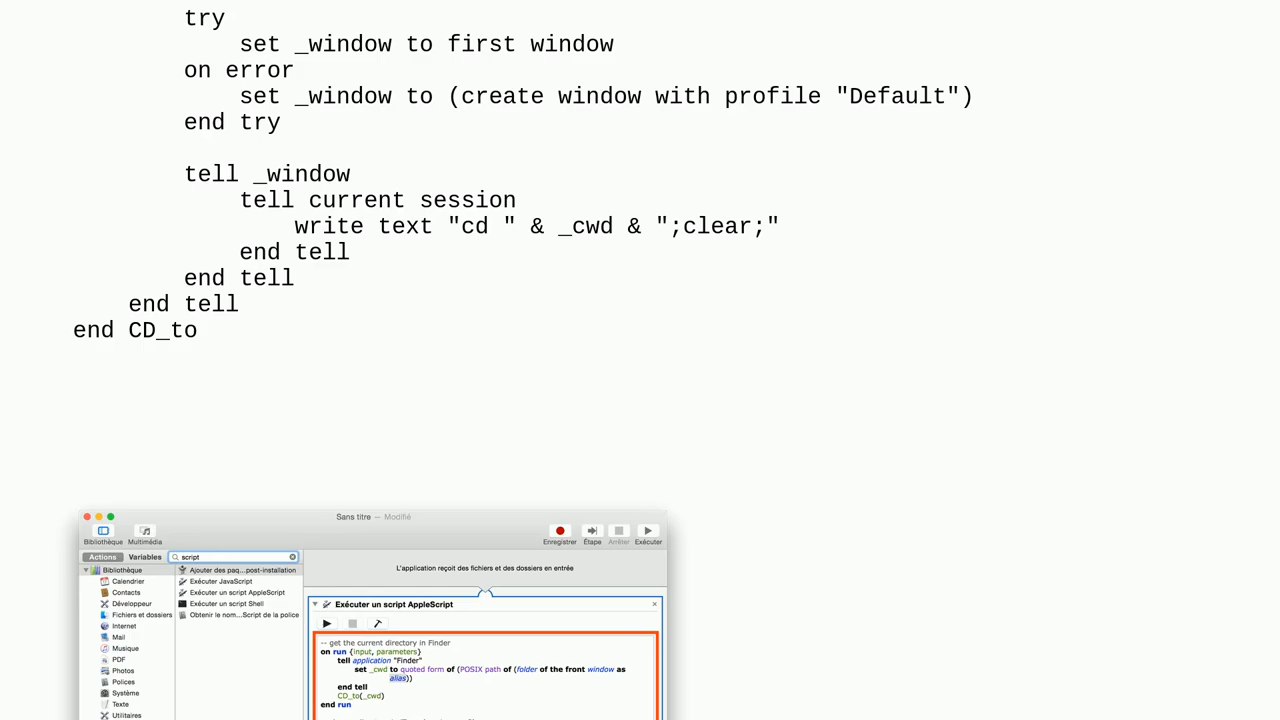 try
set _window to first window
on error
set _window to (create window with profile "Default")
end try
tell _window
tell current session
write text "cd " & _cwd & ";clear;"
end tell
end tell
end tell
end CD_to
Sans titre — Modifié
Bibliothèque Multimédia
Enregistrer Étape Arrêter Exécuter
Actions Variables
script
Bibliothèque
Calendrier
Contacts
Développeur
Fichiers et dossiers
Internet
Mail
Musique
PDF
Photos
Polices
Système
Texte
Utilitaires
Ajouter des paq...post-installation
Exécuter JavaScript
Exécuter un script AppleScript
Exécuter un script Shell
Obtenir le nom...Script de la police
L'application reçoit des fichiers et des dossiers en entrée
Exécuter un script AppleScript
-- get the current directory in Finder
on run {input, parameters}
tell application "Finder"
set _cwd to quoted form of (POSIX path of (folder of the front window as
alias))
end tell
CD_to(_cwd)
end run